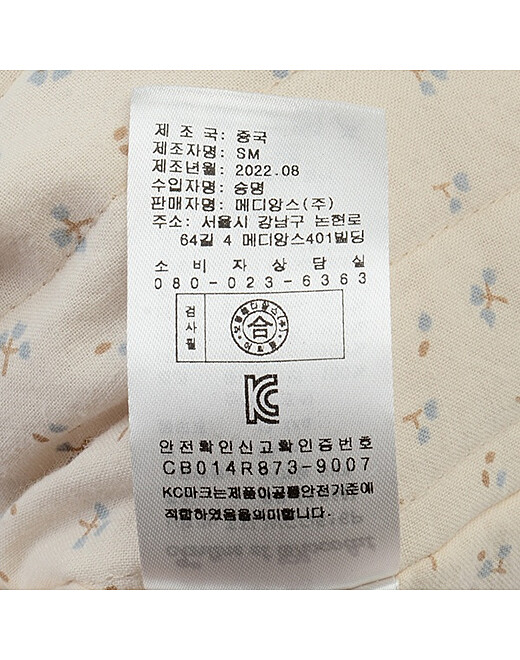 제 조 국: 중국
제조자명: SM
제조년월: 2022.08
수입자명: 승명
판매자명: 메디앙스(주)
주소: 서울시 강남구 논현로
64길 4 메디앙스401빌딩
소 비 자 상 담 실
080-023-6363
검사필
合
KC
안전확인신고확인증번호
CB014R873-9007
KC마크는제품이공통안전기준에
적합하였음을의미합니다.